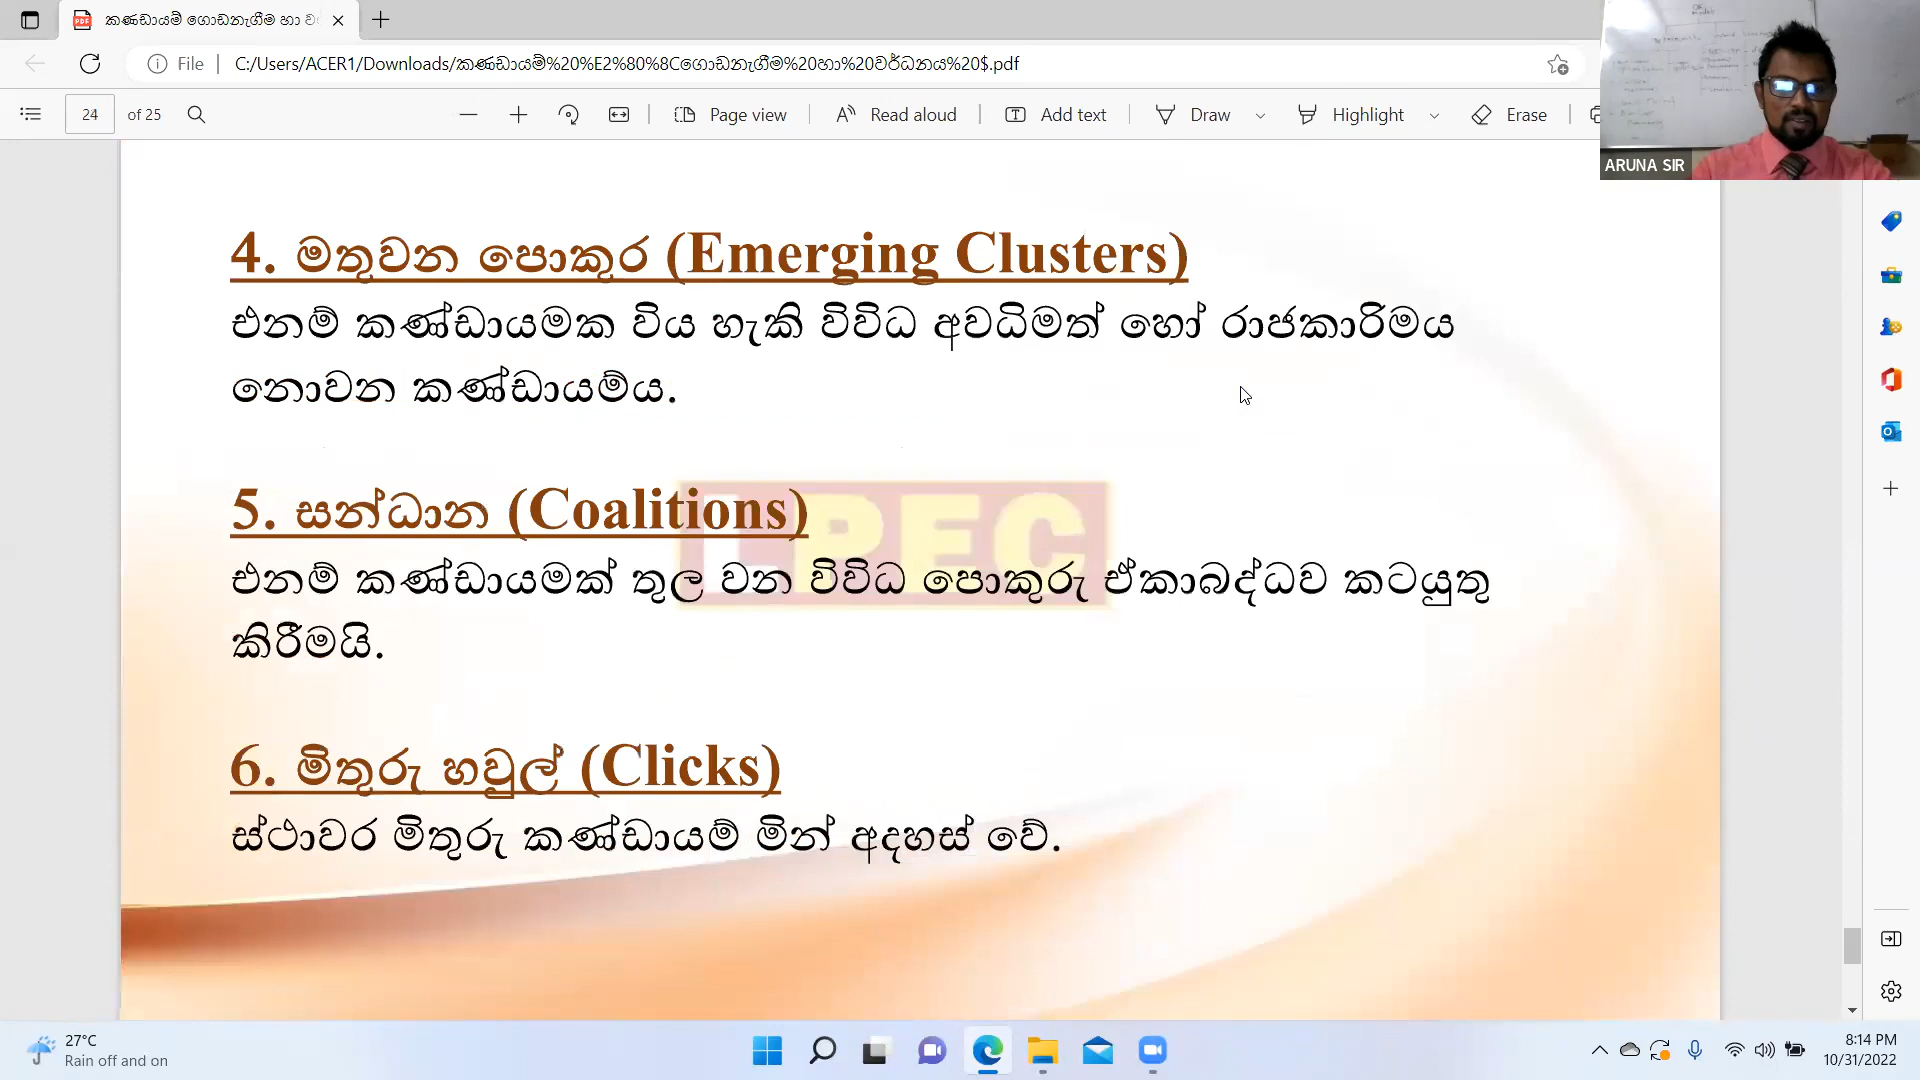 කණ්ඩායම් ගොඩනැගීම හා ව
File
C:/Users/ACER1/Downloads/කණ්ඩායම්%20%E2%80%8Cගොඩනැගීම%20හා%20වර්ධනය%20$.pdf
24 of 25
Page view
Read aloud
Add text
Draw
Highlight
Erase
ARUNA SIR
4. මතුවන පොකුර (Emerging Clusters)
එනම් කණ්ඩායමක විය හැකි විවිධ අවධිමත් හෝ රාජකාරිමය
නොවන කණ්ඩායම්ය.
5. සන්ධාන (Coalitions)
LPEC
එනම් කණ්ඩායමක් තුල වන විවිධ පොකුරු ඒකාබද්ධව කටයුතු
කිරීමයි.
6. මිතුරු හවුල් (Clicks)
ස්ථාවර මිතුරු කණ්ඩායම් මින් අදහස් වේ.
27°C
Rain off and on
8:14 PM
10/31/2022